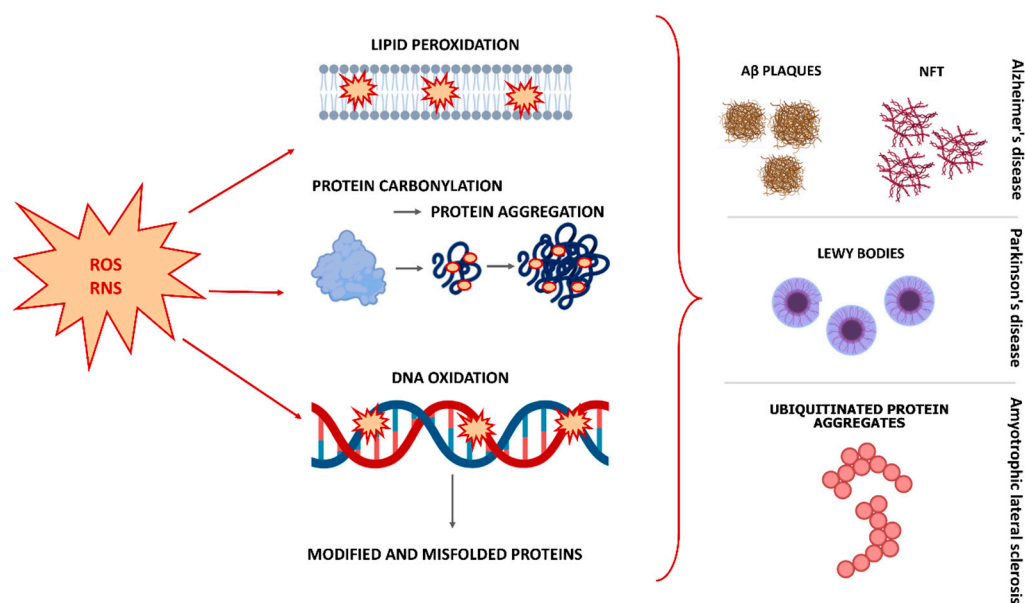 ROS
RNS
LIPID PEROXIDATION
PROTEIN CARBONYLATION
PROTEIN AGGREGATION
DNA OXIDATION
MODIFIED AND MISFOLDED PROTEINS
Aβ PLAQUES
NFT
Alzheimer's disease
LEWY BODIES
Parkinson's disease
UBIQUITINATED PROTEIN
AGGREGATES
Amyotrophic lateral sclerosis